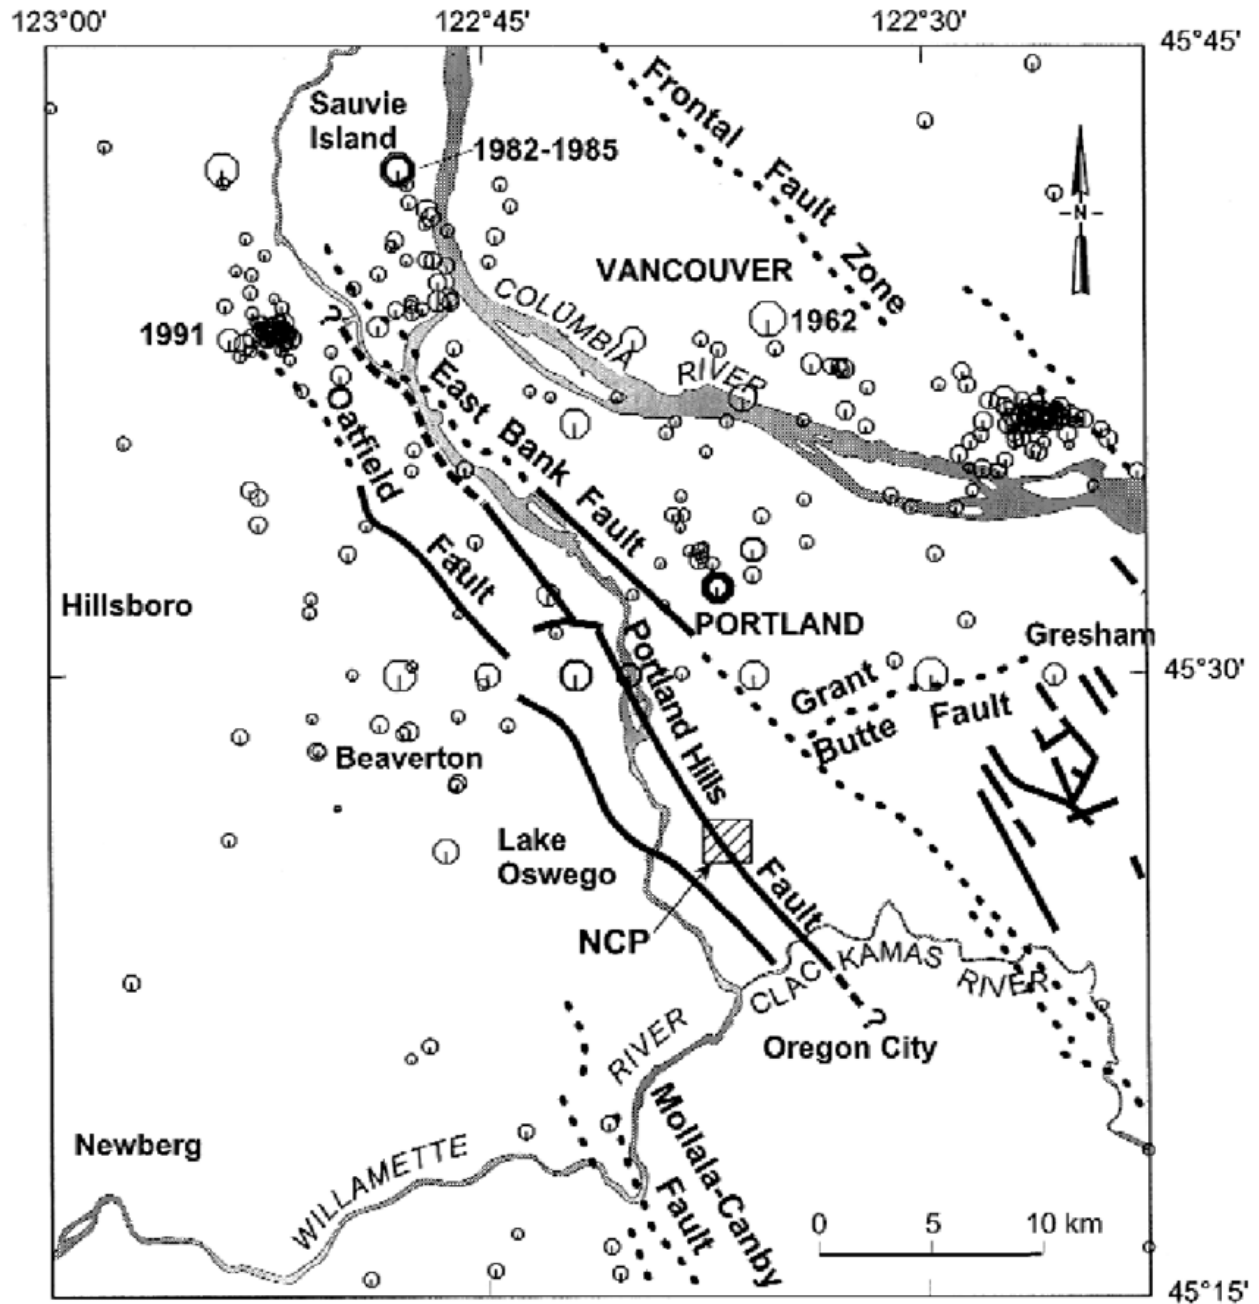 123°00'
122°45'
122°30'
45°45'
Sauvie
Island
1982-1985
Frontal Fault Zone
N
VANCOUVER
1962
1991
COLUMBIA
RIVER
?
East Bank Fault
Oatfield
Fault
Hillsboro
PORTLAND
Gresham
45°30'
Grant
Butte Fault
Portland Hills
Fault
Beaverton
Lake
Oswego
NCP
CLAC KAMAS
RIVER
?
Oregon City
RIVER
WILLAMETTE
Mollala-Canby
Fault
Newberg
0 5 10 km
45°15'